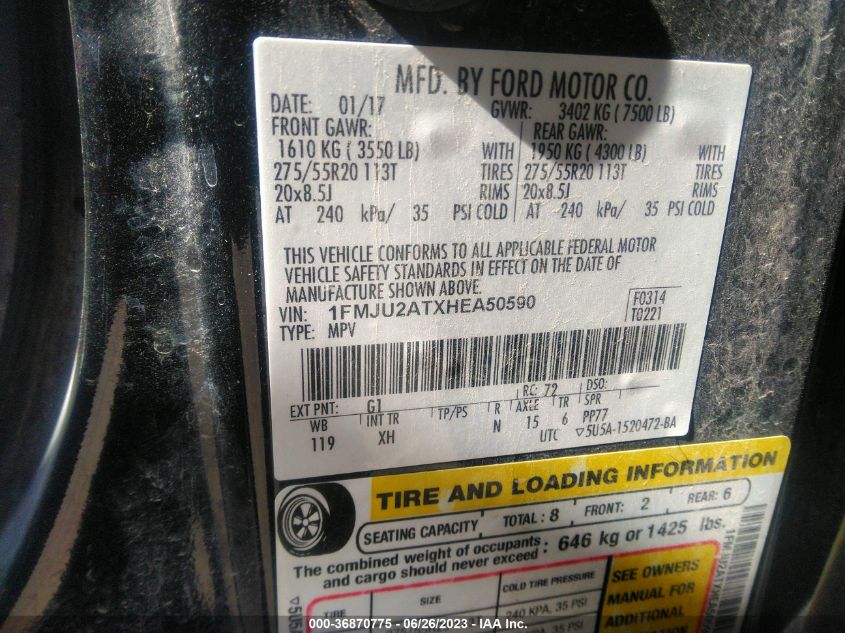 MFD. BY FORD MOTOR CO.
DATE: 01/17 GVWR: 3402 KG ( 7500 LB)
FRONT GAWR: REAR GAWR:
1610 KG ( 3550 LB) WITH 1950 KG ( 4300 LB) WITH
275/55R20 113T TIRES 275/55R20 113T TIRES
20x8.5J RIMS 20x8.5J RIMS
AT 240 kPa/ 35 PSI COLD AT 240 kPa/ 35 PSI COLD
THIS VEHICLE CONFORMS TO ALL APPLICABLE FEDERAL MOTOR
VEHICLE SAFETY STANDARDS IN EFFECT ON THE DATE OF
MANUFACTURE SHOWN ABOVE.
VIN: 1FMJU2ATXHEA50590 F0314
TYPE: MPV T0221
EXT PNT: G1 RC: 72 DSO:
WB INT TR TP/PS R AXLE TR SPR
119 XH N 15 6 PP77
UTC ▽5U5A-1520472-BA
TIRE AND LOADING INFORMATION
SEATING CAPACITY TOTAL : 8 FRONT: 2 REAR: 6
The combined weight of occupants : 646 kg or 1425 lbs.
and cargo should never exceed
TIRE SIZE COLD TIRE PRESSURE SEE OWNERS
MANUAL FOR
240 KPA, 35 PSI ADDITIONAL
000-36870775 - 06/26/2023 - IAA Inc.